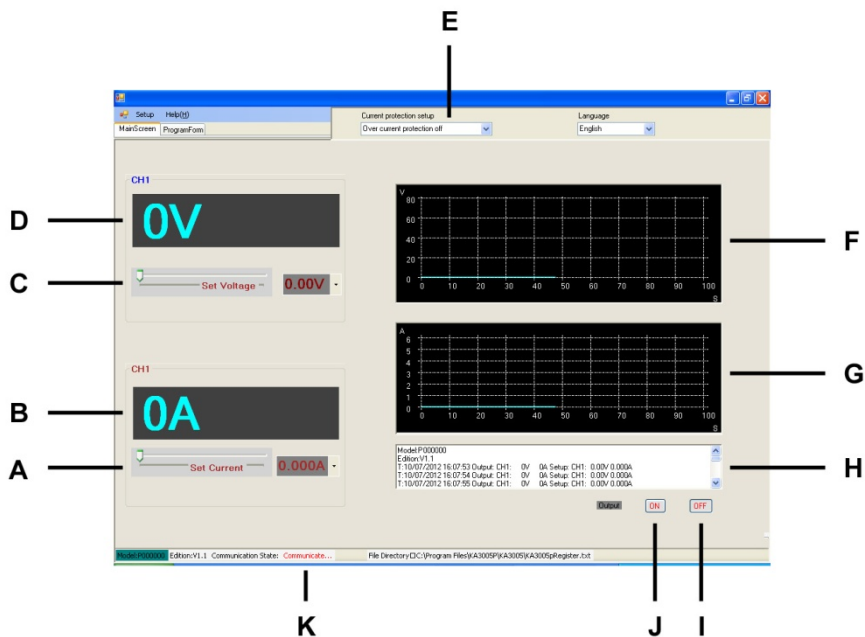 E
Setup Help(H)
Current protection setup
Language
MainScreen ProgramForm
Over current protection off
English
CH1
D
0V
C
Set Voltage
0.00V
CH1
B
0A
A
Set Current
0.000A
V
80
60
40
20
0
0 10 20 30 40 50 60 70 80 90 100
S
F
A
6
5
4
3
2
1
0
0 10 20 30 40 50 60 70 80 90 100
S
G
Model:P000000
Edition:V1.1
T:10/07/2012 16:07:53 Output: CH1: 0V 0A Setup: CH1: 0.00V 0.000A
T:10/07/2012 16:07:54 Output: CH1: 0V 0A Setup: CH1: 0.00V 0.000A
T:10/07/2012 16:07:55 Output: CH1: 0V 0A Setup: CH1: 0.00V 0.000A
H
Output ON OFF
Model:P000000 Edition:V1.1 Communication State: Communicate... File Directory□C:\Program Files\KA3005P\KA3005\KA3005pRegister.txt
K
J
I